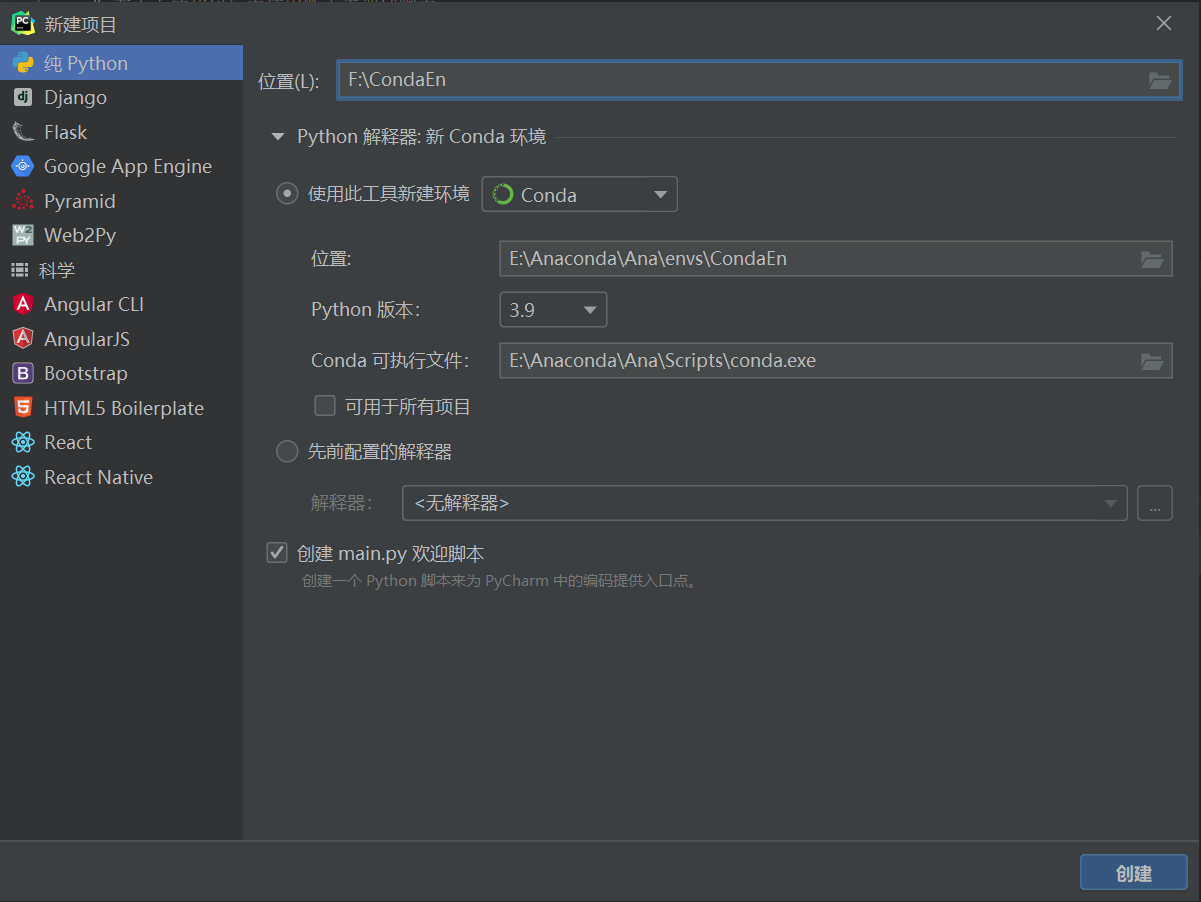 新建项目
纯 Python
Django
Flask
Google App Engine
Pyramid
Web2Py
科学
Angular CLI
AngularJS
Bootstrap
HTML5 Boilerplate
React
React Native
位置(L): F:\CondaEn
Python 解释器: 新 Conda 环境
使用此工具新建环境 Conda
位置: E:\Anaconda\Ana\envs\CondaEn
Python 版本: 3.9
Conda 可执行文件: E:\Anaconda\Ana\Scripts\conda.exe
可用于所有项目
先前配置的解释器
解释器: <无解释器> ...
创建 main.py 欢迎脚本
创建一个 Python 脚本来为 PyCharm 中的编码提供入口点。
创建